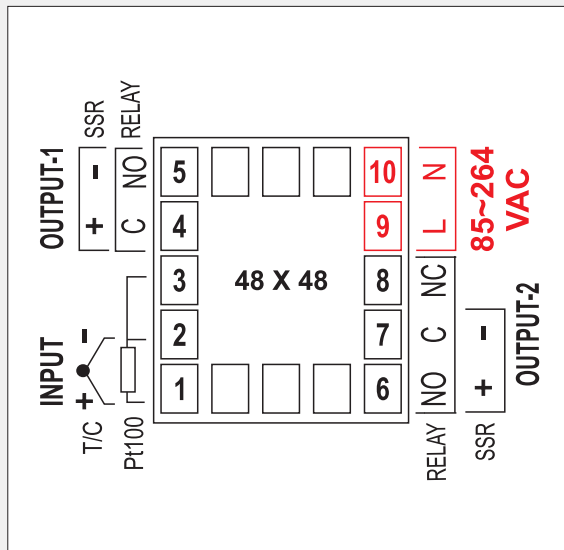 OUTPUT-1
- +
SSR
NO C
RELAY
INPUT
- +
T/C
Pt100
5
4
3
2
1
48 X 48
10
9
8
7
6
N
L
85~264
VAC
NC
C
NO
RELAY
- +
SSR
OUTPUT-2